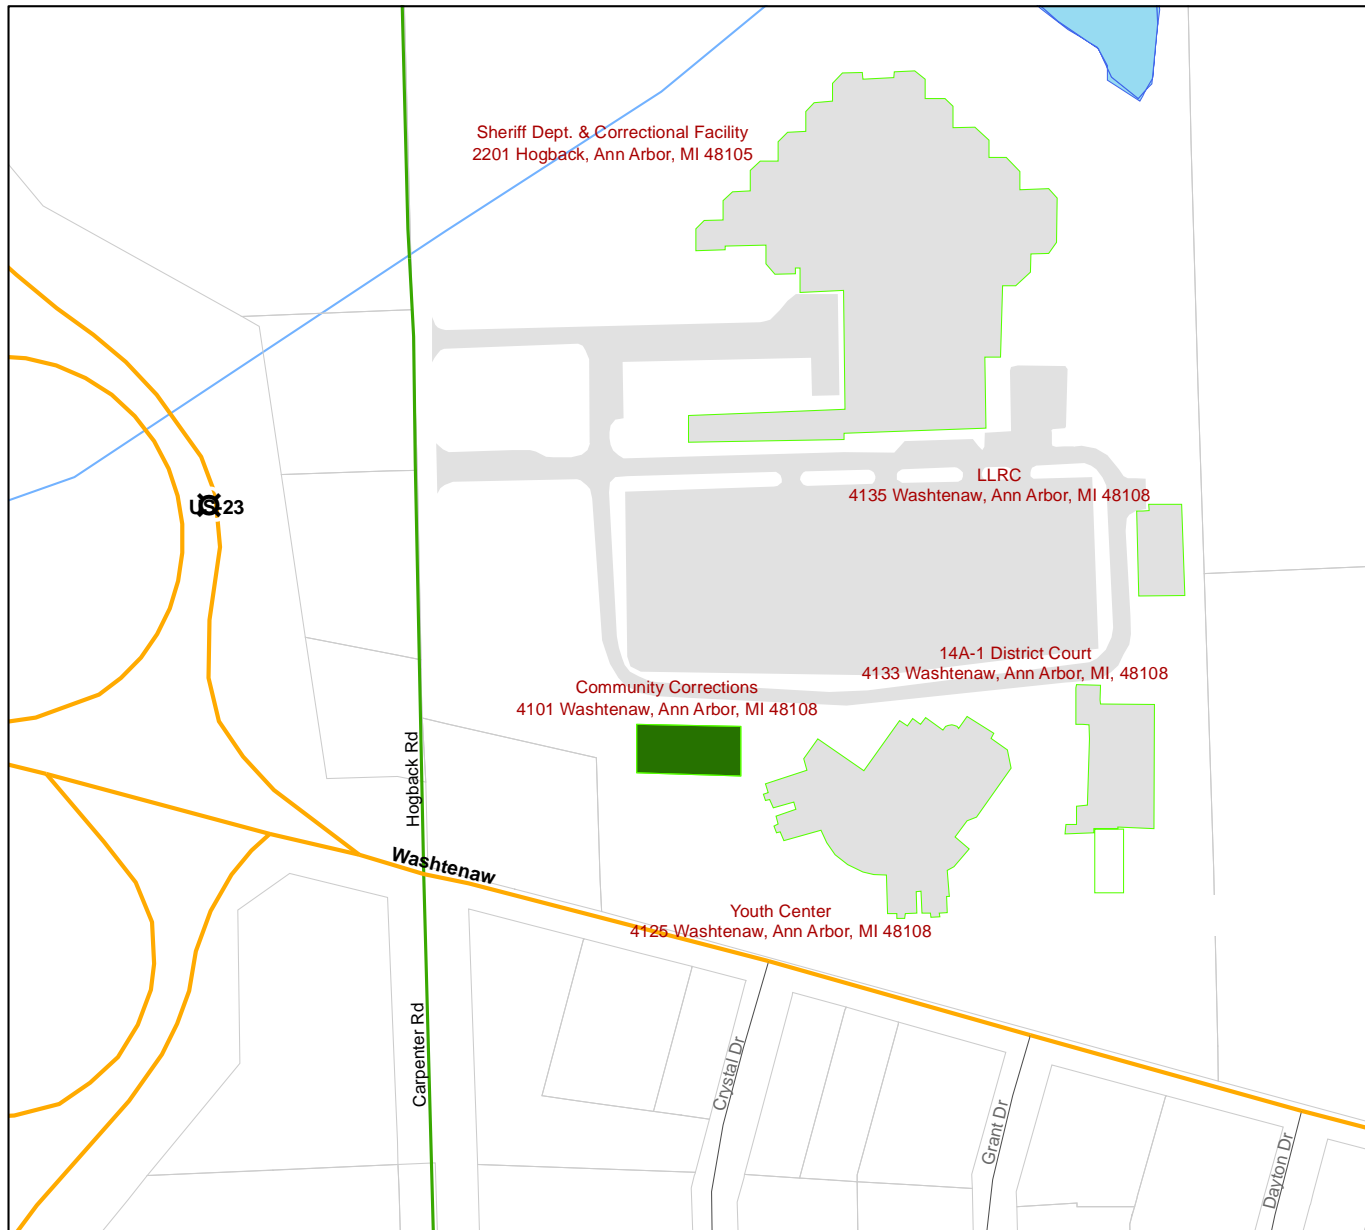 Sheriff Dept. & Correctional Facility
2201 Hogback, Ann Arbor, MI 48105
LLRC
4135 Washtenaw, Ann Arbor, MI 48108
US-23
14A-1 District Court
4133 Washtenaw, Ann Arbor, MI, 48108
Community Corrections
4101 Washtenaw, Ann Arbor, MI 48108
Hogback Rd
Washtenaw
Youth Center
4125 Washtenaw, Ann Arbor, MI 48108
Carpenter Rd
Crystal Dr
Grant Dr
Dayton Dr